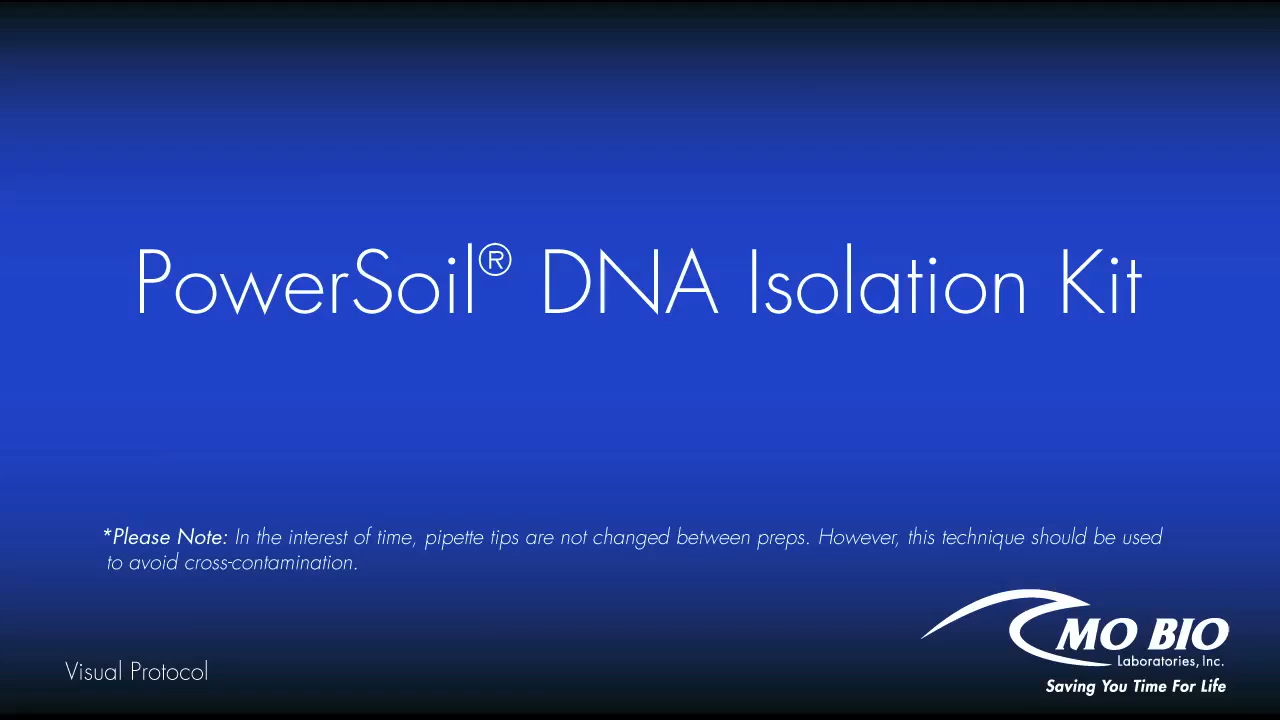 PowerSoil® DNA Isolation Kit
*Please Note: In the interest of time, pipette tips are not changed between preps. However, this technique should be used
to avoid cross-contamination.
MO BIO
Laboratories, Inc.
Saving You Time For Life
Visual Protocol